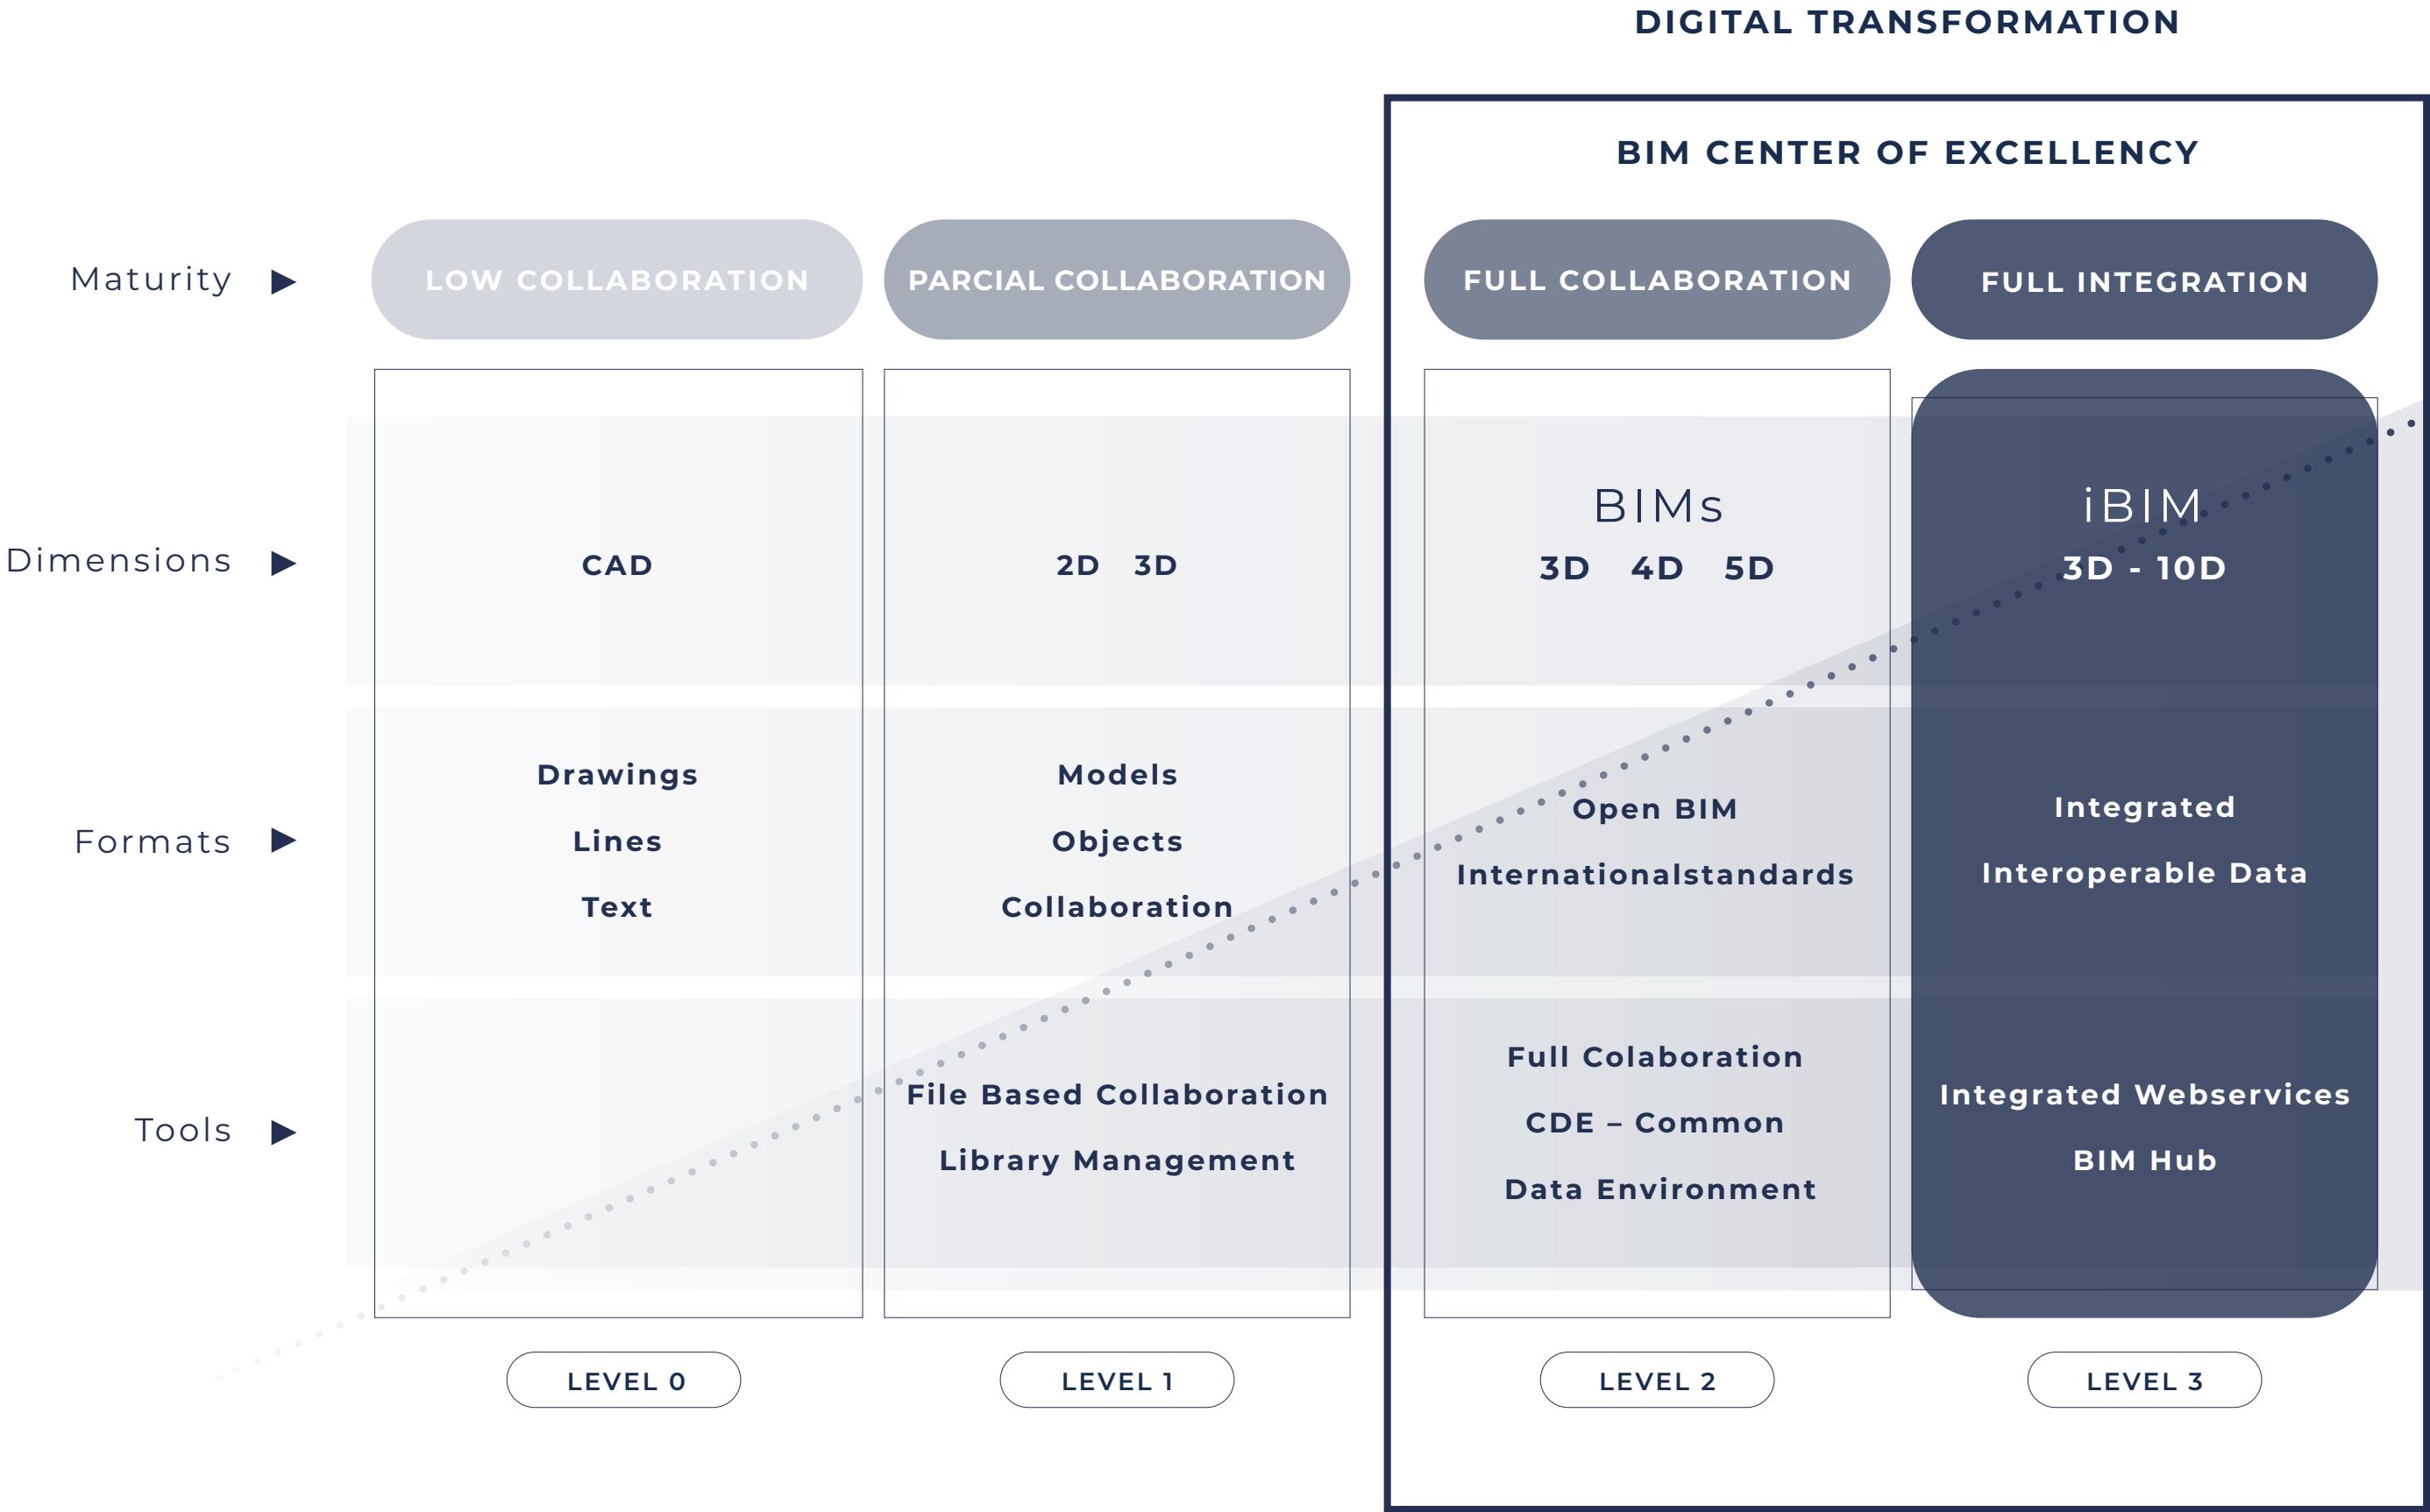 DIGITAL TRANSFORMATION
BIM CENTER OF EXCELLENCY
Maturity
LOW COLLABORATION
PARCIAL COLLABORATION
FULL COLLABORATION
FULL INTEGRATION
Dimensions
CAD
2D 3D
BIMs
3D 4D 5D
iBIM
3D - 10D
Formats
Drawings
Lines
Text
Models
Objects
Collaboration
Open BIM
Internationalstandards
Integrated
Interoperable Data
Tools
File Based Collaboration
Library Management
Full Colaboration
CDE – Common
Data Environment
Integrated Webservices
BIM Hub
LEVEL 0
LEVEL 1
LEVEL 2
LEVEL 3